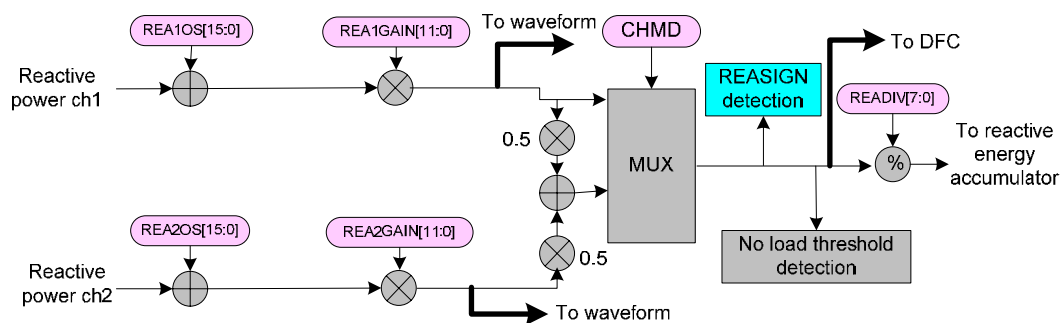 REA1OS[15:0]
REA1GAIN[11:0]
To waveform
CHMD
To DFC
Reactive
power ch1
REASIGN
detection
READIV[7:0]
0.5
MUX
%
To reactive
energy
accumulator
REA2OS[15:0]
REA2GAIN[11:0]
0.5
No load threshold
detection
Reactive
power ch2
To waveform